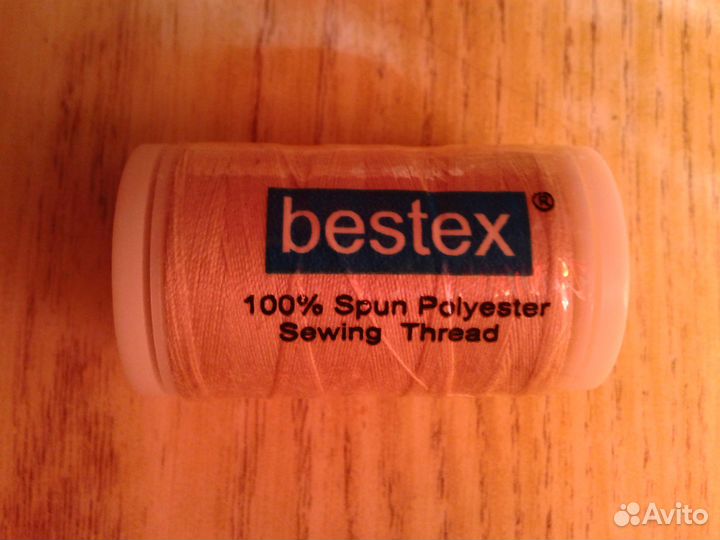 bestex®
100% Spun Polyester
Sewing Thread
Avito